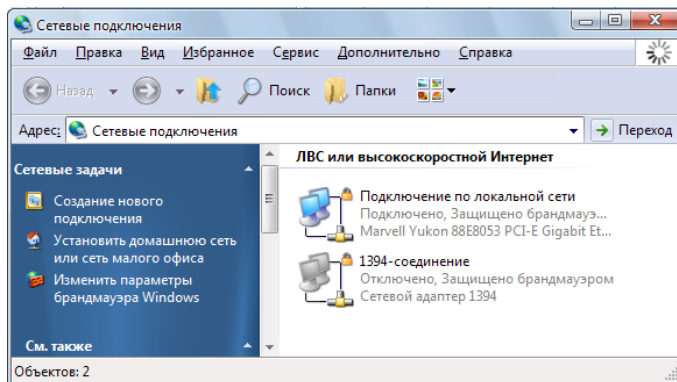 Сетевые подключения
Файл Правка Вид Избранное Сервис Дополнительно Справка
Назад Поиск Папки
Адрес: Сетевые подключения Переход
Сетевые задачи
Создание нового
подключения
Установить домашнюю сеть
или сеть малого офиса
Изменить параметры
брандмауэра Windows
См. также
ЛВС или высокоскоростной Интернет
Подключение по локальной сети
Подключено, Защищено брандмауэ...
Marvell Yukon 88E8053 PCI-E Gigabit Et...
1394-соединение
Отключено, Защищено брандмауэром
Сетевой адаптер 1394
Объектов: 2